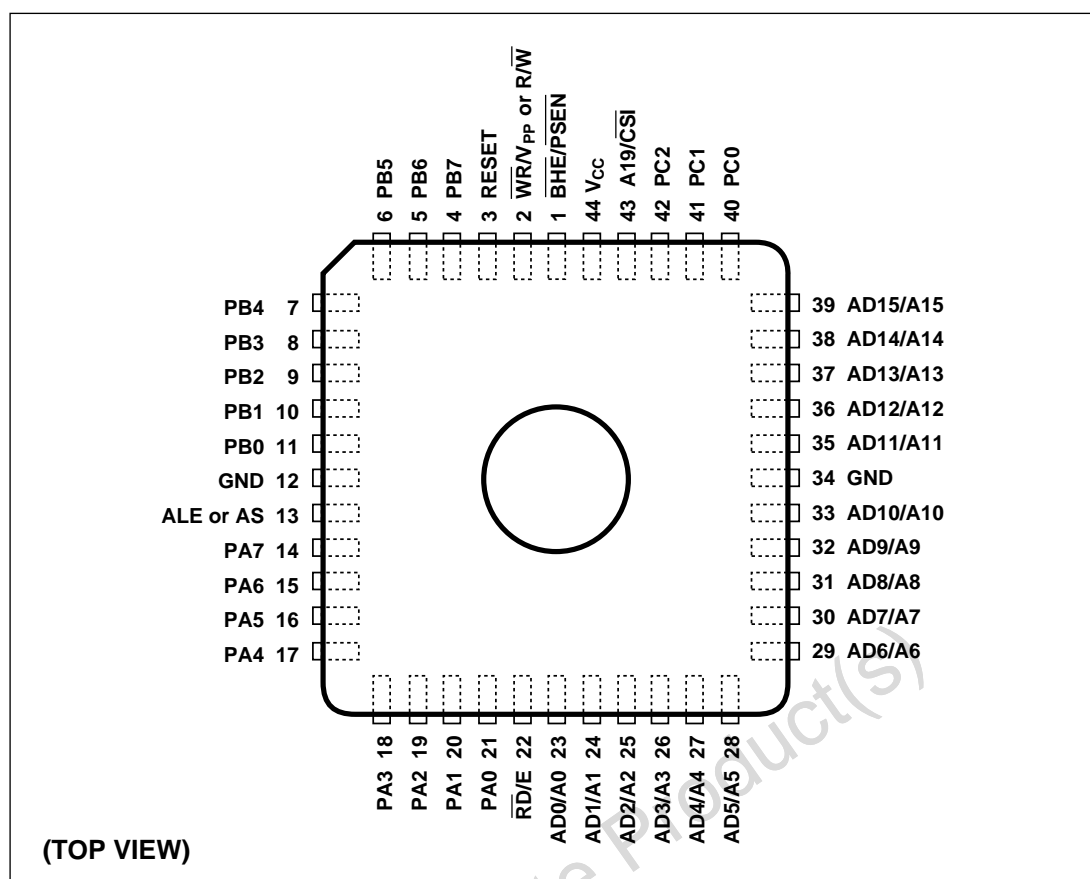 6 PB5
5 PB6
4 PB7
3 RESET
2 W̅R̅/VPP or R/W̅
1 B̅H̅E̅/P̅S̅E̅N̅
44 VCC
43 A19/C̅S̅I̅
42 PC2
41 PC1
40 PC0
PB4 7
PB3 8
PB2 9
PB1 10
PB0 11
GND 12
ALE or AS 13
PA7 14
PA6 15
PA5 16
PA4 17
39 AD15/A15
38 AD14/A14
37 AD13/A13
36 AD12/A12
35 AD11/A11
34 GND
33 AD10/A10
32 AD9/A9
31 AD8/A8
30 AD7/A7
29 AD6/A6
PA3 18
PA2 19
PA1 20
PA0 21
R̅D̅/E 22
AD0/A0 23
AD1/A1 24
AD2/A2 25
AD3/A3 26
AD4/A4 27
AD5/A5 28
(TOP VIEW)
Product(s)